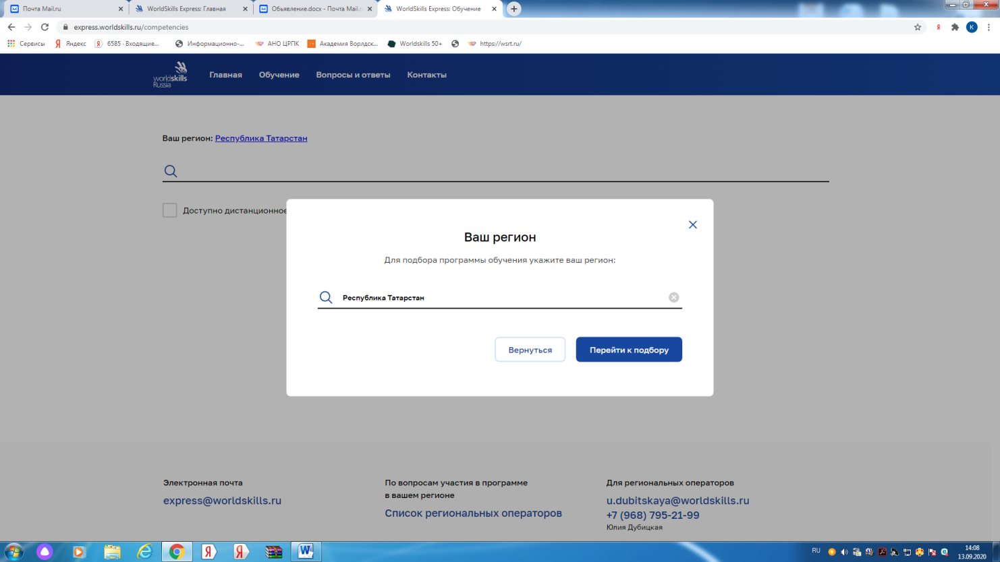 Почта Mail.ru
WorldSkills Express: Главная
Обьявление.docx - Почта Mail.r
WorldSkills Express: Обучение
express.worldskills.ru/competencies
Сервисы
Яндекс
6585 · Входящие...
Информационно-...
АНО ЦРПК
Академия Ворлдск...
Worldskills 50+
https://wsrt.ru/
worldskills
Russia
Главная
Обучение
Вопросы и ответы
Контакты
Ваш регион: Республика Татарстан
Доступно дистанционное
Ваш регион
Для подбора программы обучения укажите ваш регион:
Республика Татарстан
Вернуться
Перейти к подбору
Электронная почта
express@worldskills.ru
По вопросам участия в программе
в вашем регионе
Список региональных операторов
Для региональных операторов
u.dubitskaya@worldskills.ru
+7 (968) 795-21-99
Юлия Дубицкая
RU
14:08
13.09.2020